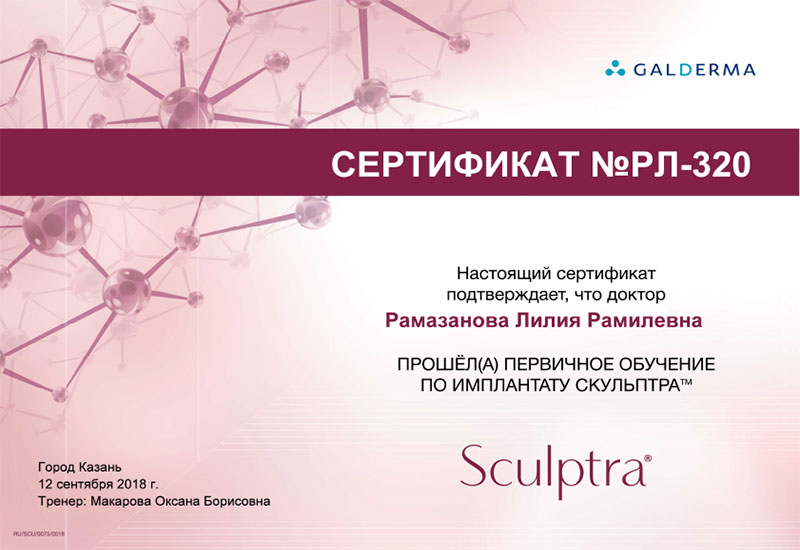 GALDERMA
СЕРТИФИКАТ №РЛ-320
Настоящий сертификат
подтверждает, что доктор
Рамазанова Лилия Рамилевна
ПРОШЁЛ(А) ПЕРВИЧНОЕ ОБУЧЕНИЕ
ПО ИМПЛАНТАТУ СКУЛЬПТРА™
Sculptra®
Город Казань
12 сентября 2018 г.
Тренер: Макарова Оксана Борисовна
RU/SCU/0075/0518